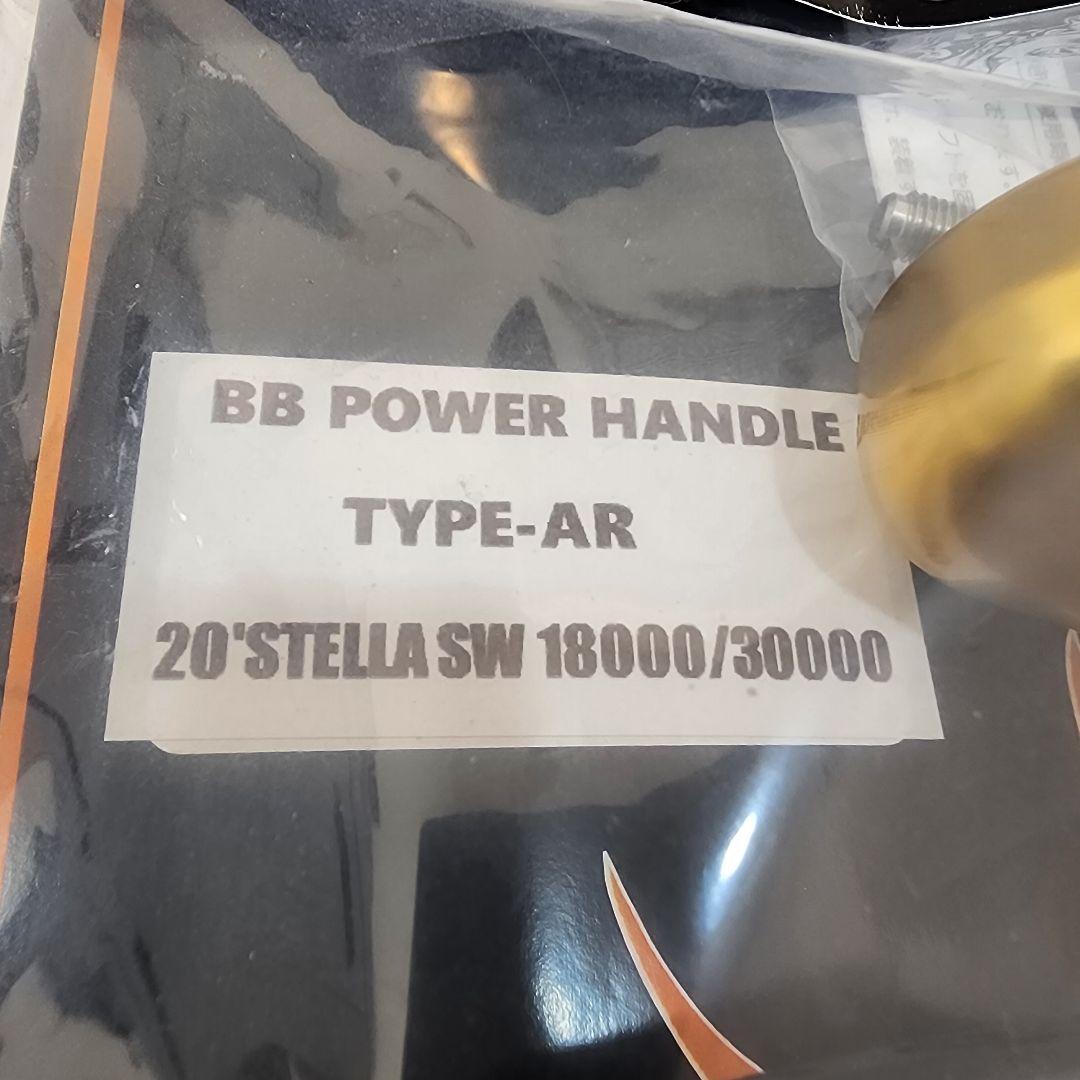 BB POWER HANDLE
TYPE-AR
20'STELLA SW 18000/30000